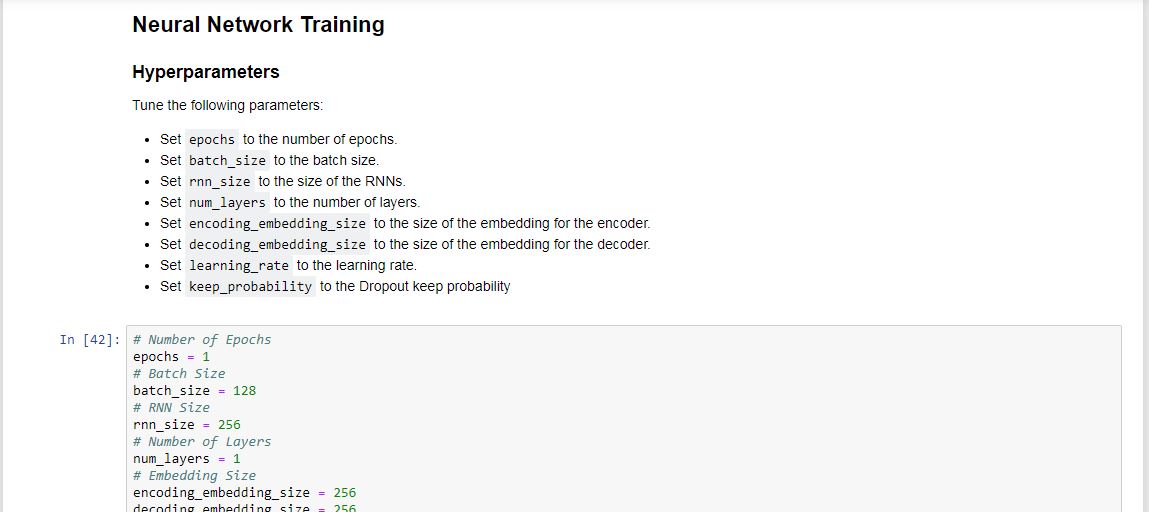 Neural Network Training
Hyperparameters
Tune the following parameters:
• Set epochs to the number of epochs.
• Set batch_size to the batch size.
• Set rnn_size to the size of the RNNs.
• Set num_layers to the number of layers.
• Set encoding_embedding_size to the size of the embedding for the encoder.
• Set decoding_embedding_size to the size of the embedding for the decoder.
• Set learning_rate to the learning rate.
• Set keep_probability to the Dropout keep probability
In [42]: # Number of Epochs
epochs = 1
# Batch Size
batch_size = 128
# RNN Size
rnn_size = 256
# Number of Layers
num_layers = 1
# Embedding Size
encoding_embedding_size = 256
decoding_embedding_size = 256